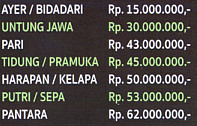 AYER / BIDADARI Rp. 15.000.000,-
UNTUNG JAWA Rp. 30.000.000,-
PARI Rp. 43.000.000,-
TIDUNG / PRAMUKA Rp. 45.000.000,-
HARAPAN / KELAPA Rp. 50.000.000,-
PUTRI / SEPA Rp. 53.000.000,-
PANTARA Rp. 62.000.000,-